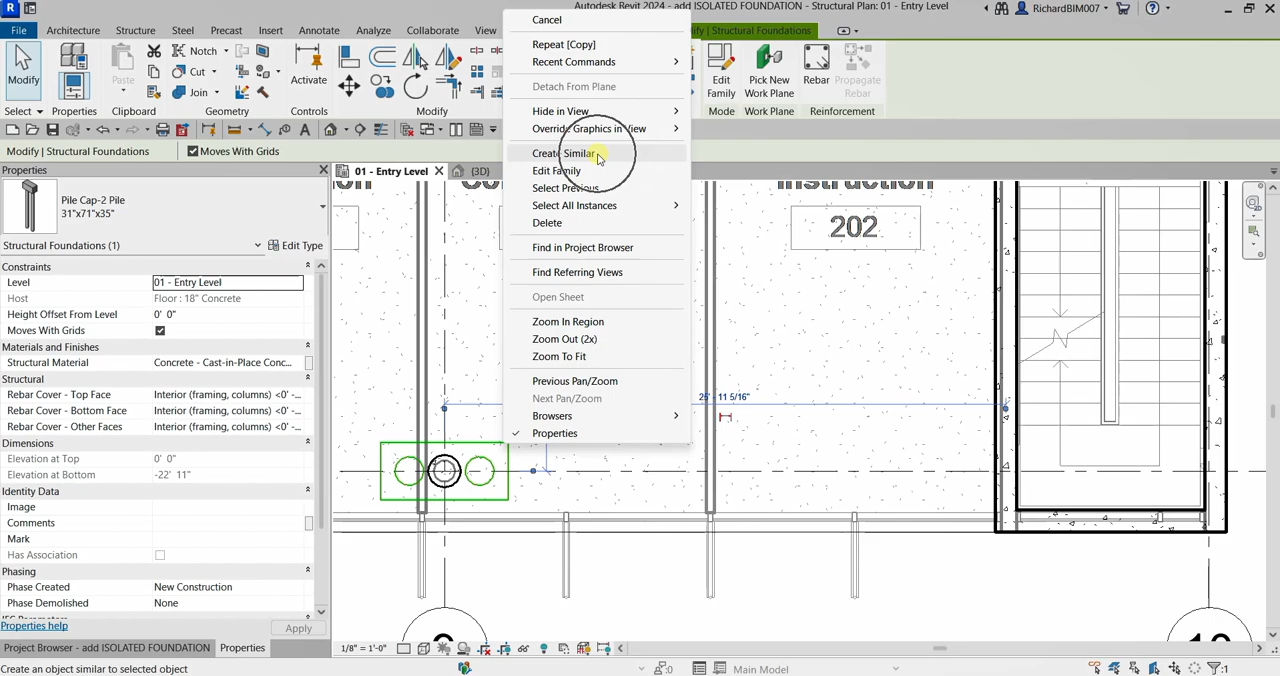 Autodesk Revit 2024 - add ISOLATED FOUNDATION - Structural Plan: 01 - Entry Level
RichardBIM007
File
Architecture
Structure
Steel
Precast
Insert
Annotate
Analyze
Collaborate
View
Structural Foundations
Modify
Paste
Notch
Cut
Join
Activate
Edit
Family
Pick New
Work Plane
Rebar
Propagate
Rebar
Select
Properties
Clipboard
Controls
Modify
Mode
Work Plane
Reinforcement
Modify | Structural Foundations
Moves With Grids
Cancel
Repeat [Copy]
Recent Commands
Detach From Plane
Hide in View
Override Graphics in View
Create Similar
Edit Family
Select Previous
Select All Instances
Delete
Find in Project Browser
Find Referring Views
Open Sheet
Zoom In Region
Zoom Out (2x)
Zoom To Fit
Previous Pan/Zoom
Next Pan/Zoom
Browsers
Properties
Properties
01 - Entry Level
{3D}
Pile Cap-2 Pile
31"x71"x35"
Structural Foundations (1)
Edit Type
Constraints
Level 01 - Entry Level
Host Floor : 18" Concrete
Height Offset From Level 0' 0"
Moves With Grids
Materials and Finishes
Structural Material Concrete - Cast-in-Place Conc...
Structural
Rebar Cover - Top Face Interior (framing, columns) <0' -...
Rebar Cover - Bottom Face Interior (framing, columns) <0' -...
Rebar Cover - Other Faces Interior (framing, columns) <0' -...
Dimensions
Elevation at Top 0' 0"
Elevation at Bottom -22' 11"
Identity Data
Image
Comments
Mark
Has Association
Phasing
Phase Created New Construction
Phase Demolished None
Properties help
Apply
Project Browser - add ISOLATED FOUNDATION
Properties
202
25' - 11 5/16"
10
1/8" = 1'-0"
Create an object similar to selected object
:0
Main Model
:1